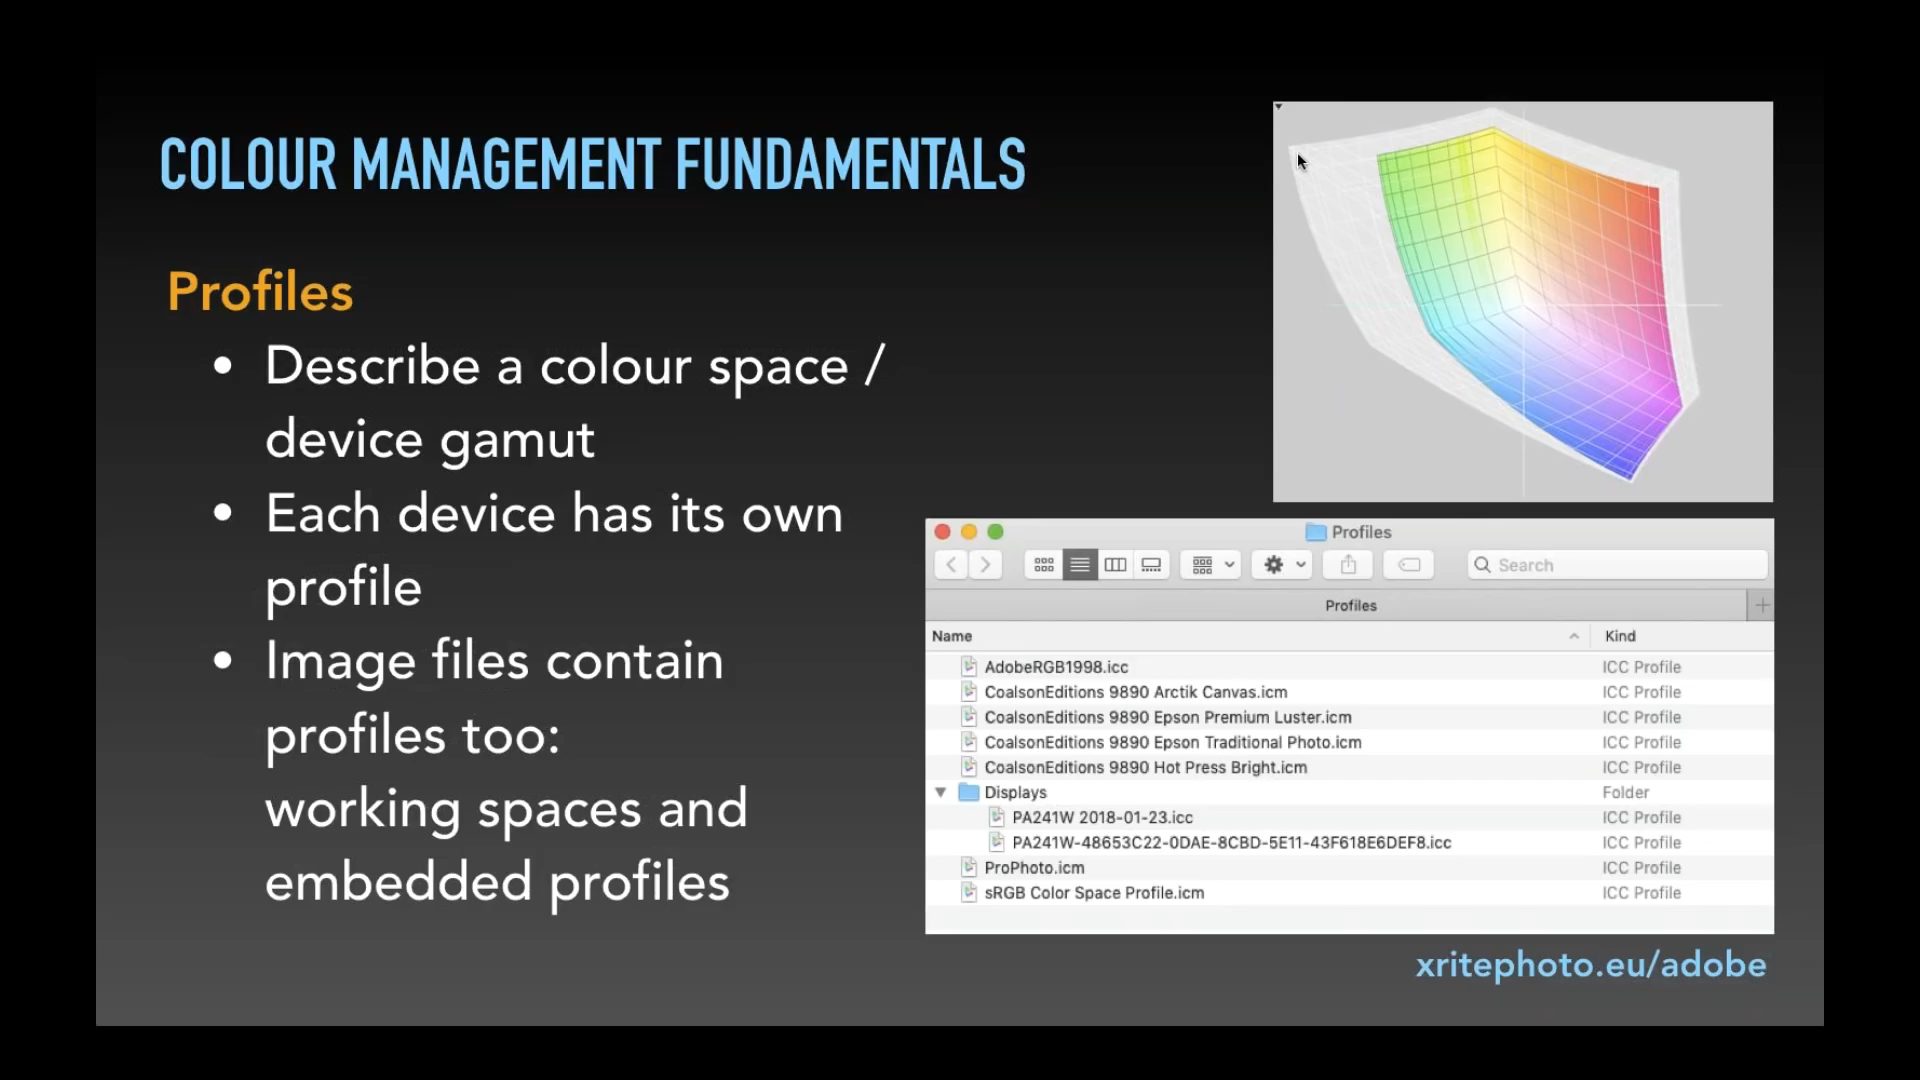 COLOUR MANAGEMENT FUNDAMENTALS
Profiles
• Describe a colour space /
device gamut
• Each device has its own
profile
• Image files contain
profiles too:
working spaces and
embedded profiles
Profiles
Search
Profiles
Name Kind
AdobeRGB1998.icc ICC Profile
CoalsonEditions 9890 Arctik Canvas.icm ICC Profile
CoalsonEditions 9890 Epson Premium Luster.icm ICC Profile
CoalsonEditions 9890 Epson Traditional Photo.icm ICC Profile
CoalsonEditions 9890 Hot Press Bright.icm ICC Profile
Displays Folder
PA241W 2018-01-23.icc ICC Profile
PA241W-48653C22-0DAE-8CBD-5E11-43F618E6DEF8.icc ICC Profile
ProPhoto.icm ICC Profile
sRGB Color Space Profile.icm ICC Profile
xritephoto.eu/adobe